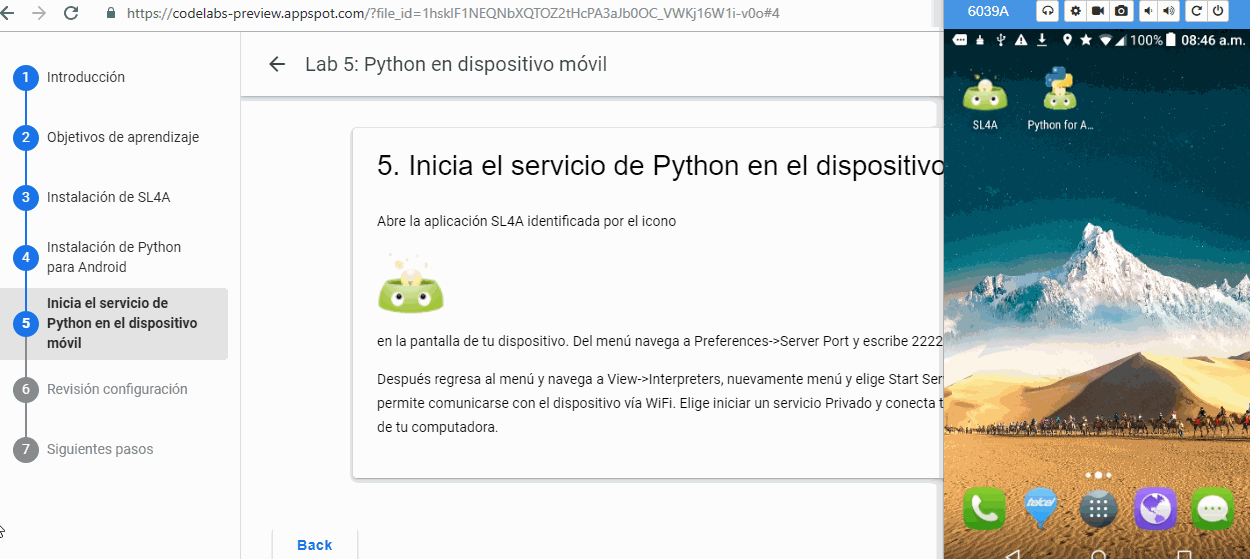 https://codelabs-preview.appspot.com/?file_id=1hskIF1NEQNbXQTOZ2tHcPA3aJb0OC_VWKj16W1i-v0o#4
1 Introducción
2 Objetivos de aprendizaje
3 Instalación de SL4A
4 Instalación de Python
para Android
5 Inicia el servicio de
Python en el dispositivo
móvil
6 Revisión configuración
7 Siguientes pasos
Lab 5: Python en dispositivo móvil
5. Inicia el servicio de Python en el dispositivo
Abre la aplicación SL4A identificada por el icono
en la pantalla de tu dispositivo. Del menú navega a Preferences->Server Port y escribe 2222
Después regresa al menú y navega a View->Interpreters, nuevamente menú y elige Start Ser
permite comunicarse con el dispositivo vía WiFi. Elige iniciar un servicio Privado y conecta t
de tu computadora.
Back
6039A
100% 08:46 a.m.
SL4A
Python for A...
telcel